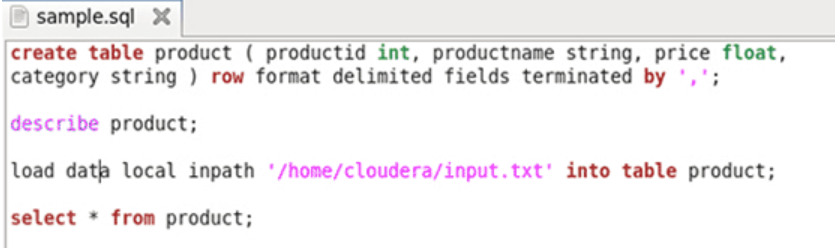 sample.sql
create table product ( productid int, productname string, price float,
category string ) row format delimited fields terminated by ',';
describe product;
load data local inpath '/home/cloudera/input.txt' into table product;
select * from product;